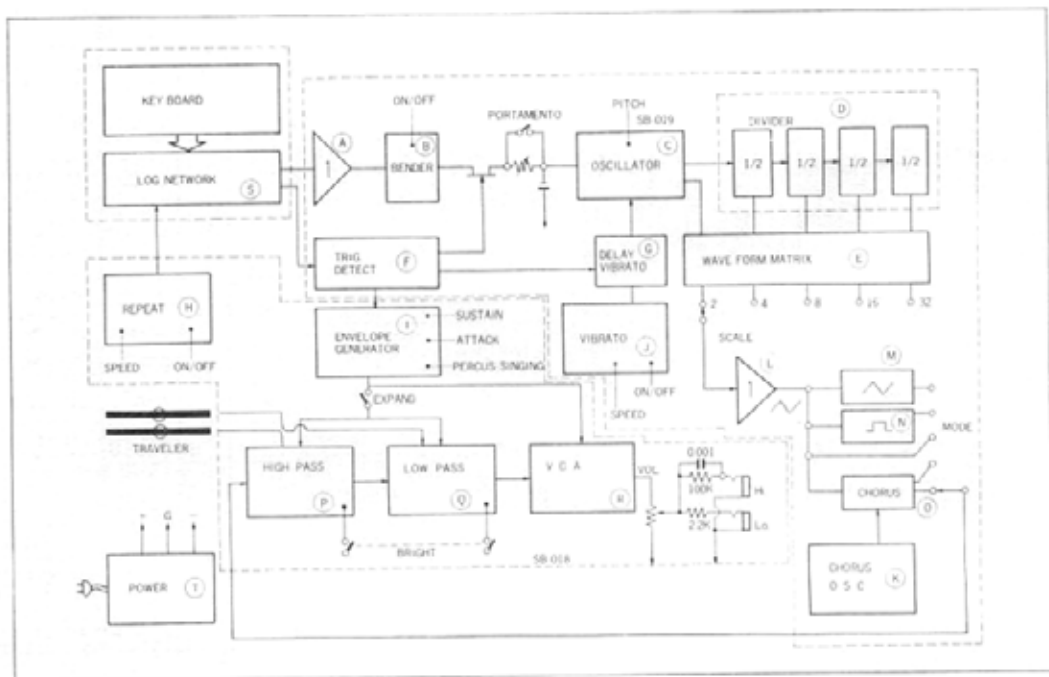 KEY BOARD
LOG NETWORK
S
A
ON/OFF
B
BENDER
PORTAMENTO
PITCH
SB-029
C
OSCILLATOR
DIVIDER
D
1/2
1/2
1/2
1/2
TRIG. DETECT
F
DELAY VIBRATO
G
WAVE FORM MATRIX
E
2
4
8
16
32
REPEAT
H
SPEED
ON/OFF
ENVELOPE GENERATOR
I
SUSTAIN
ATTACK
PERCUS SINGING
VIBRATO
J
SPEED
ON/OFF
SCALE
1
L
M
N
MODE
EXPAND
TRAVELER
HIGH PASS
P
LOW PASS
Q
V C A
R
VOL
0.001
100K
Hi
2.2K
Lo
CHORUS
O
BRIGHT
SB-018
CHORUS
O S C
K
+
G
−
POWER
T